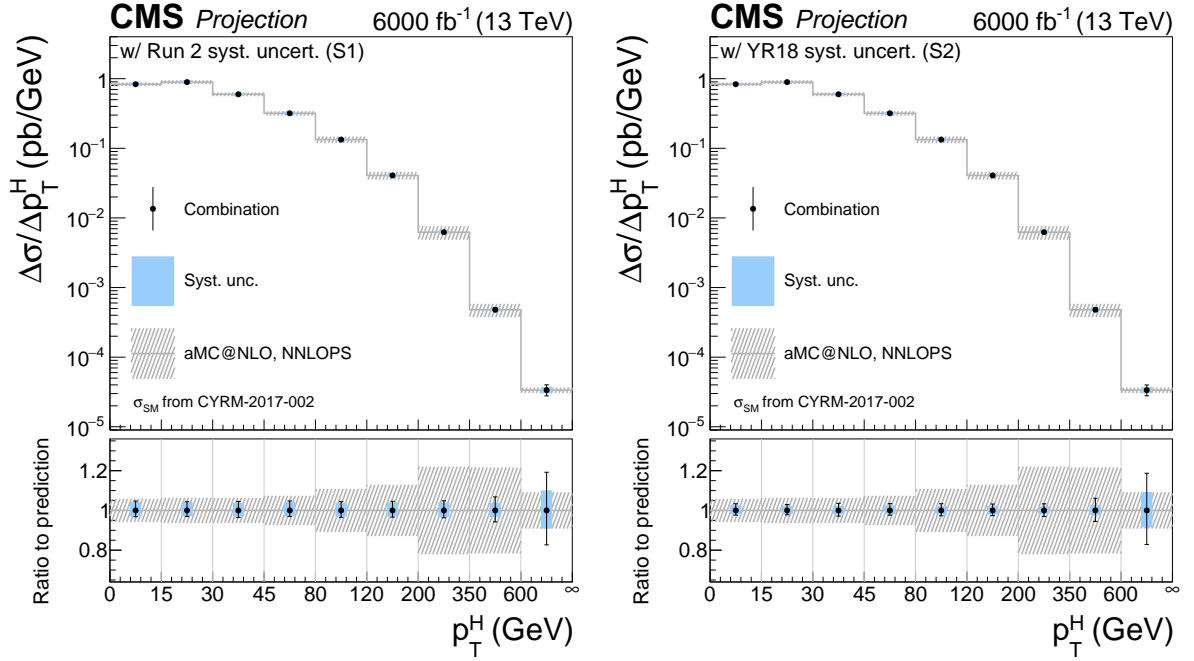 CMS Projection 6000 fb⁻¹ (13 TeV)
w/ Run 2 syst. uncert. (S1)
Δσ/Δp_T^H (pb/GeV)
1
10⁻¹
10⁻²
10⁻³
10⁻⁴
10⁻⁵
Combination
Syst. unc.
aMC@NLO, NNLOPS
σ_SM from CYRM-2017-002
Ratio to prediction
1.2
1
0.8
0 15 30 45 80 120 200 350 600 ∞
p_T^H (GeV)
CMS Projection 6000 fb⁻¹ (13 TeV)
w/ YR18 syst. uncert. (S2)
Δσ/Δp_T^H (pb/GeV)
1
10⁻¹
10⁻²
10⁻³
10⁻⁴
10⁻⁵
Combination
Syst. unc.
aMC@NLO, NNLOPS
σ_SM from CYRM-2017-002
Ratio to prediction
1.2
1
0.8
0 15 30 45 80 120 200 350 600 ∞
p_T^H (GeV)